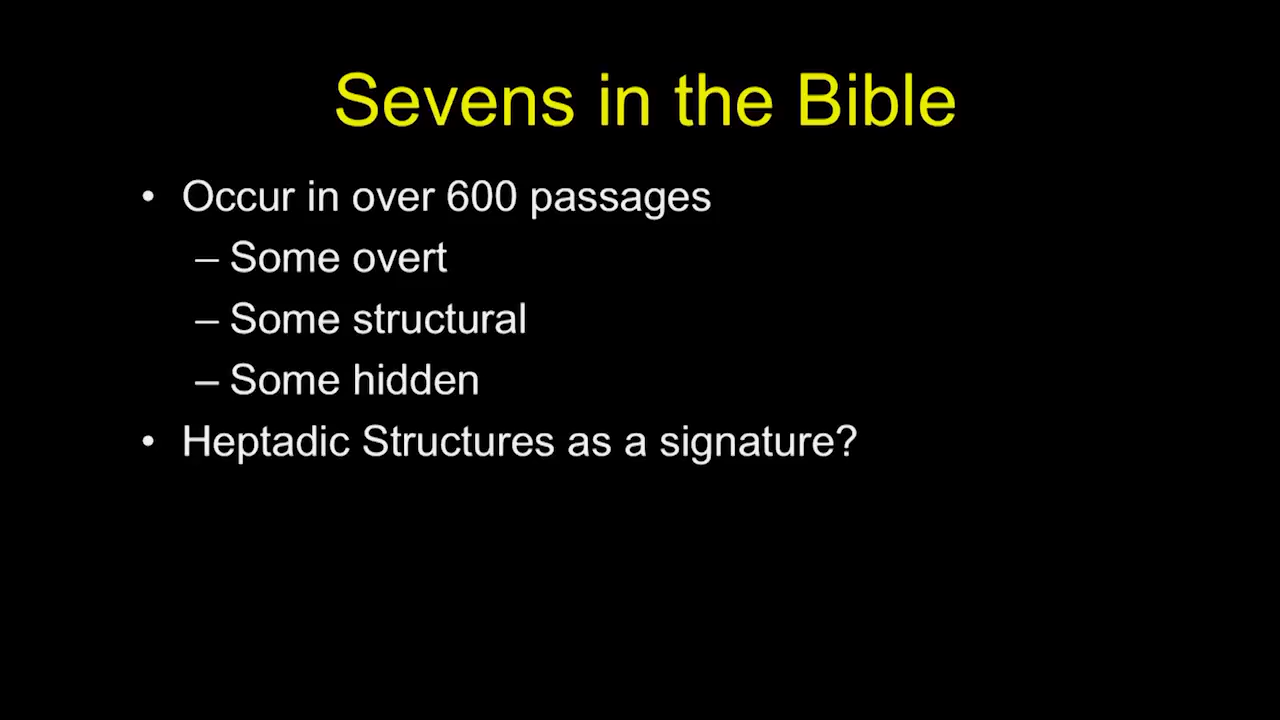 Sevens in the Bible
• Occur in over 600 passages
– Some overt
– Some structural
– Some hidden
• Heptadic Structures as a signature?